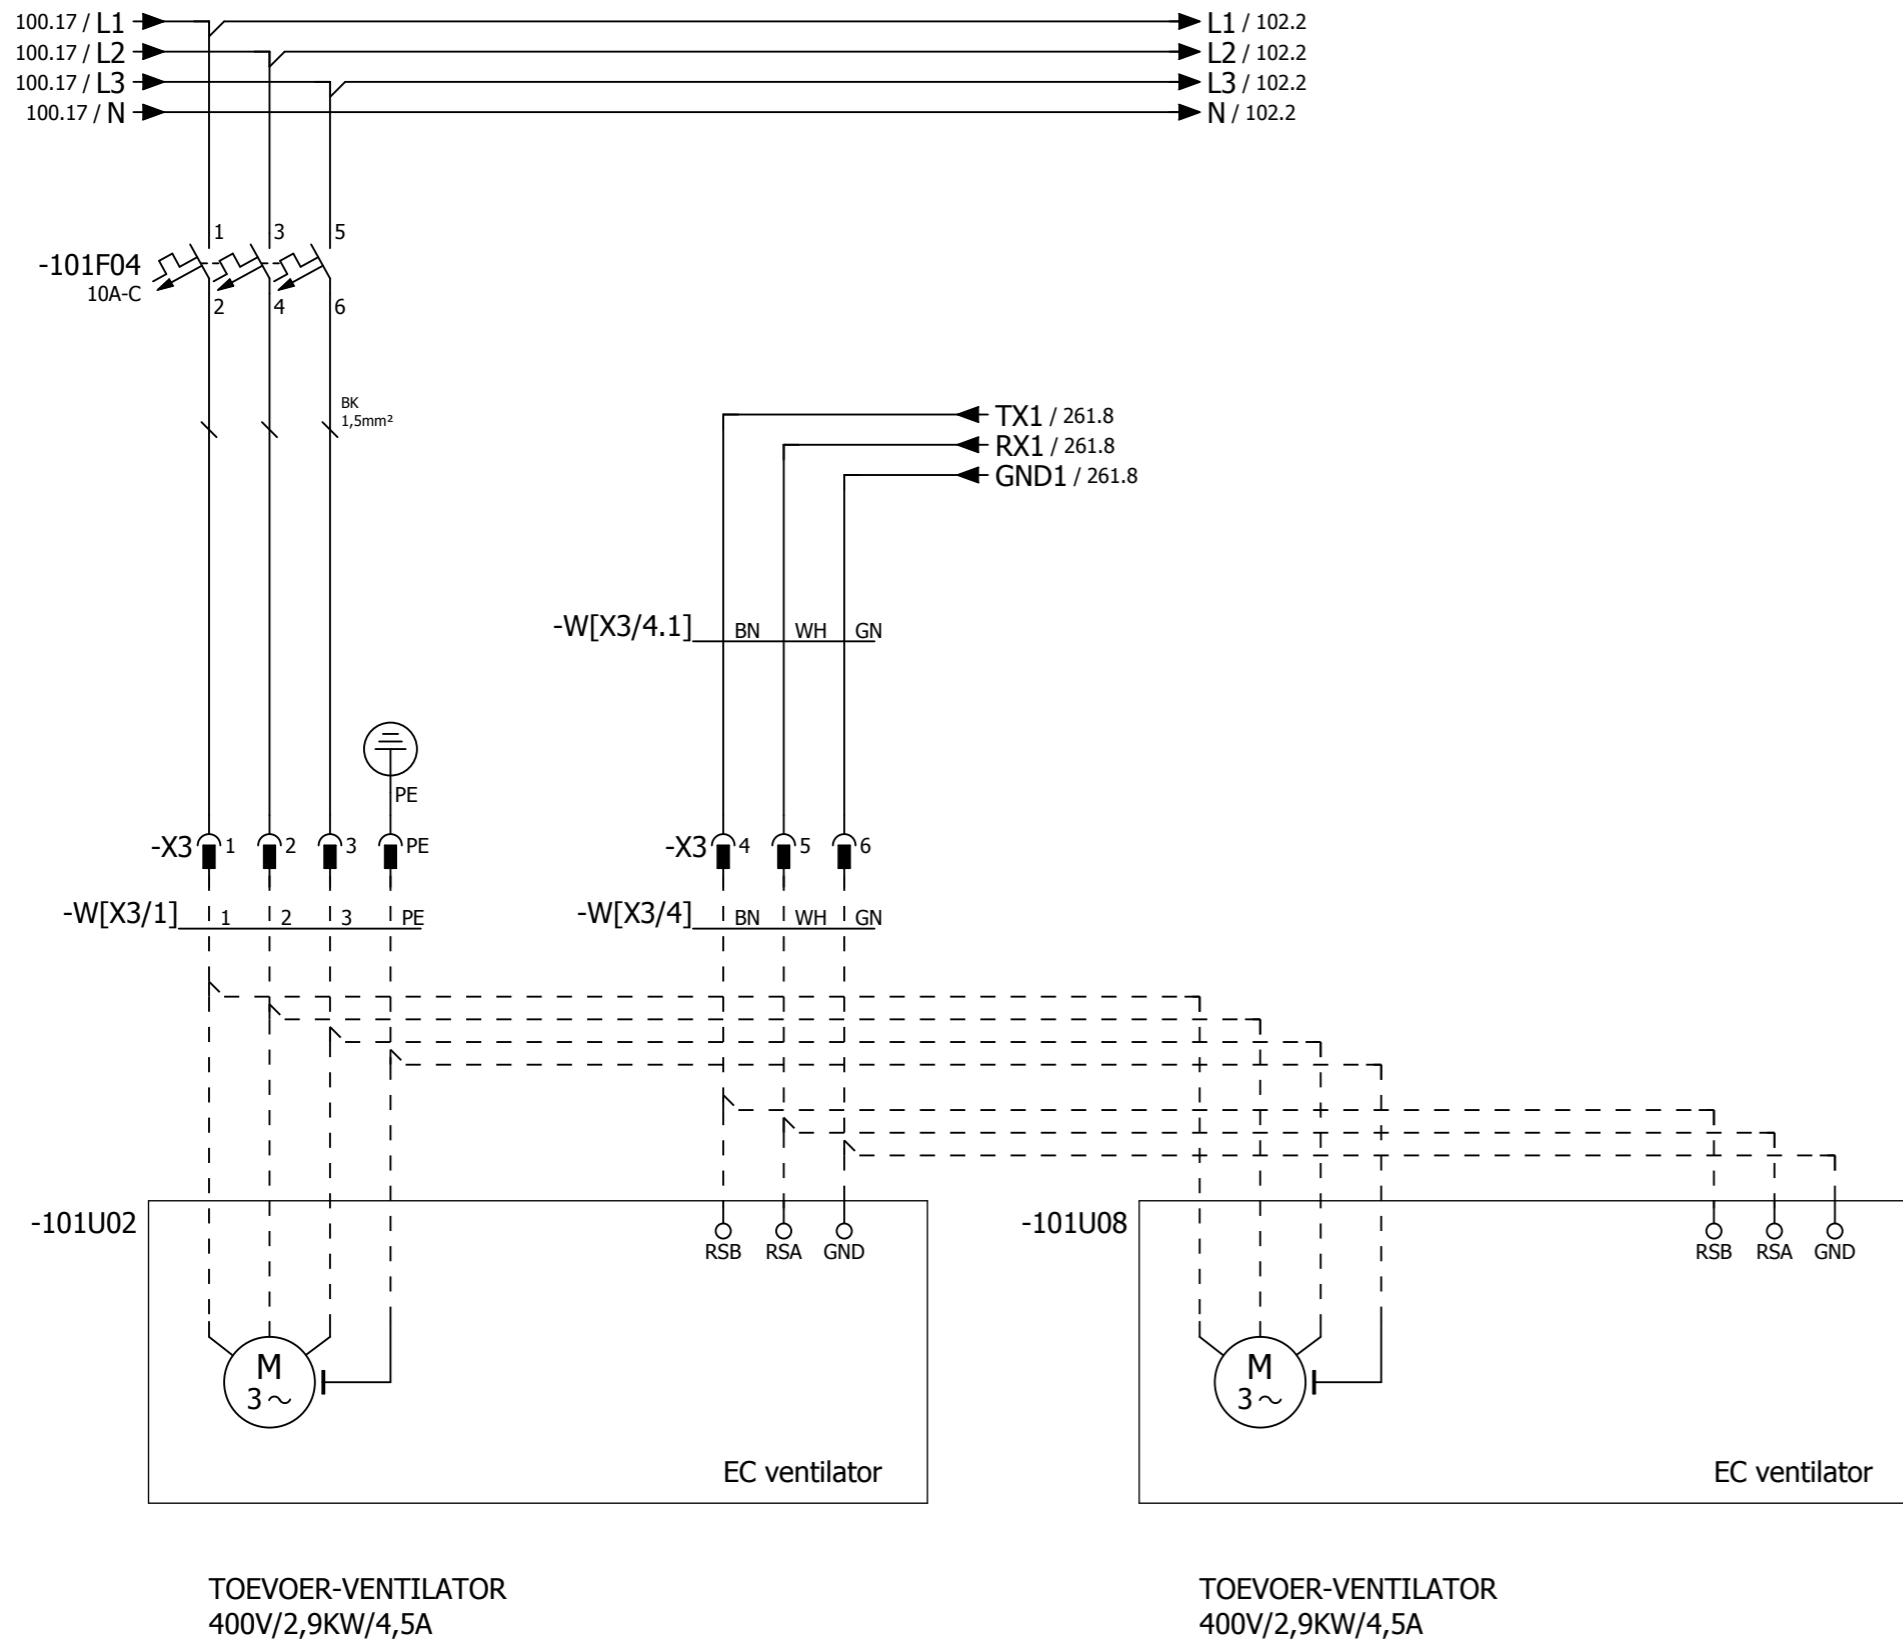 100.17 / L1
L1 / 102.2
100.17 / L2
L2 / 102.2
100.17 / L3
L3 / 102.2
100.17 / N
N / 102.2
1 3 5
-101F04
10A-C
2 4 6
BK
1,5mm²
TX1 / 261.8
RX1 / 261.8
GND1 / 261.8
-W[X3/4.1] BN WH GN
PE
-X3 1 2 3 PE
-X3 4 5 6
-W[X3/1] 1 2 3 PE
-W[X3/4] BN WH GN
-101U02
RSB RSA GND
-101U08
RSB RSA GND
M
3~
M
3~
EC ventilator
EC ventilator
TOEVOER-VENTILATOR
400V/2,9KW/4,5A
TOEVOER-VENTILATOR
400V/2,9KW/4,5A